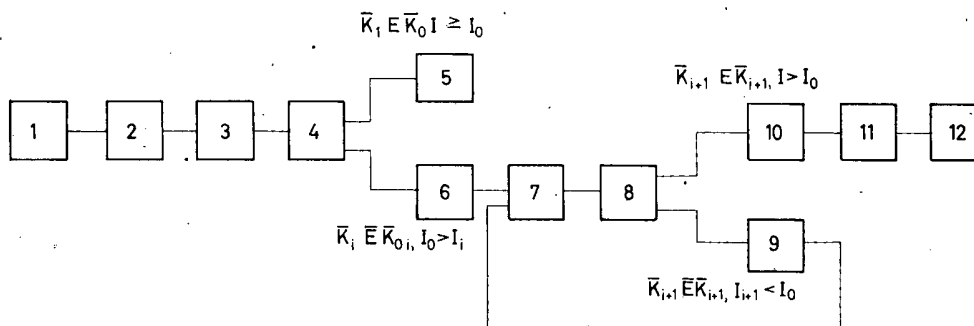 K̅₁ E K̅₀ I ≥ I₀
5
K̅ᵢ₊₁ E K̅ᵢ₊₁, I > I₀
1 2 3 4 10 11 12
6 7 8
K̅ᵢ E̅ K̅₀ᵢ, I₀ > Iᵢ
9
K̅ᵢ₊₁ E̅ K̅ᵢ₊₁, Iᵢ₊₁ < I₀